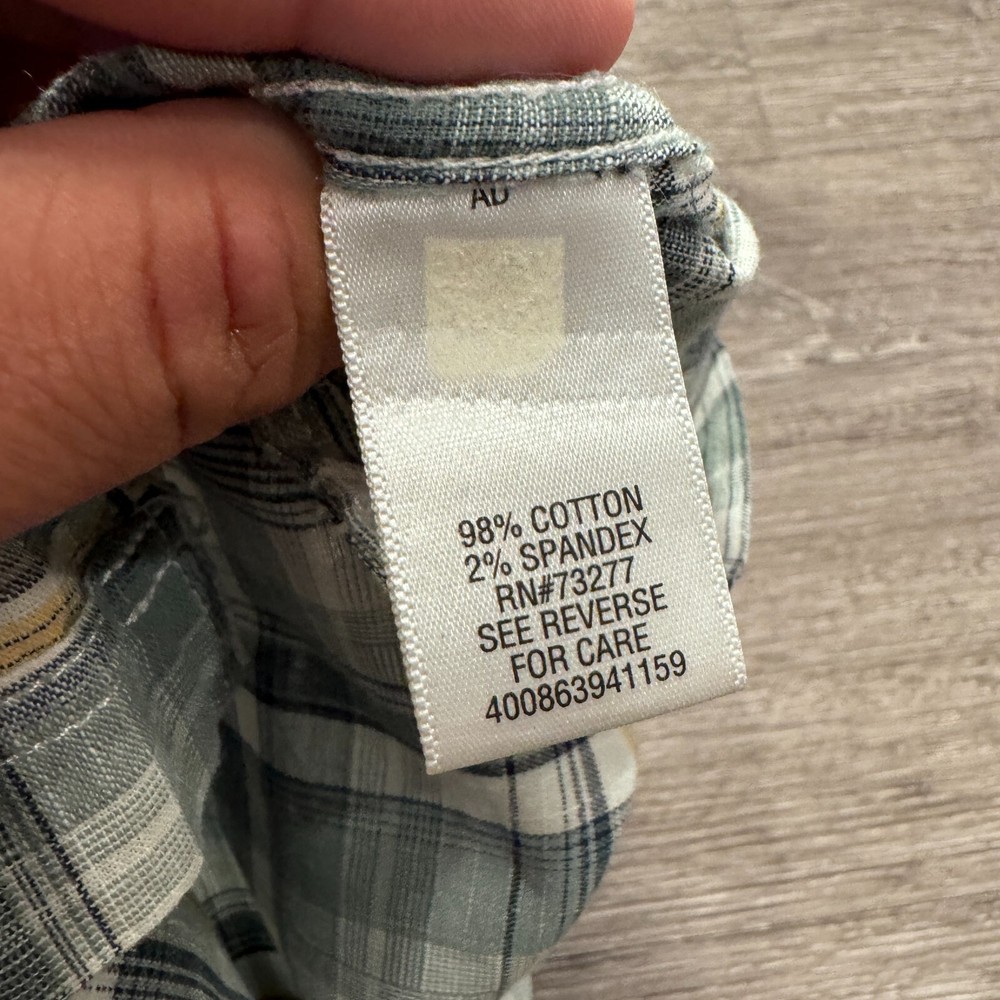 AD
98% COTTON
2% SPANDEX
RN#73277
SEE REVERSE
FOR CARE
400863941159